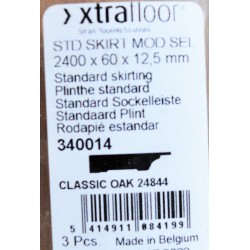 xtrafloor
Smart Flooring Solutions
STD SKIRT MOD SEL
2400 x 60 x 12,5 mm
Standard skirting
Plinthe standard
Standard Sockelleiste
Standaard Plint
Rodapié estandar
340014
CLASSIC OAK 24844
5 414911 084199
3 Pcs. Made in Belgium